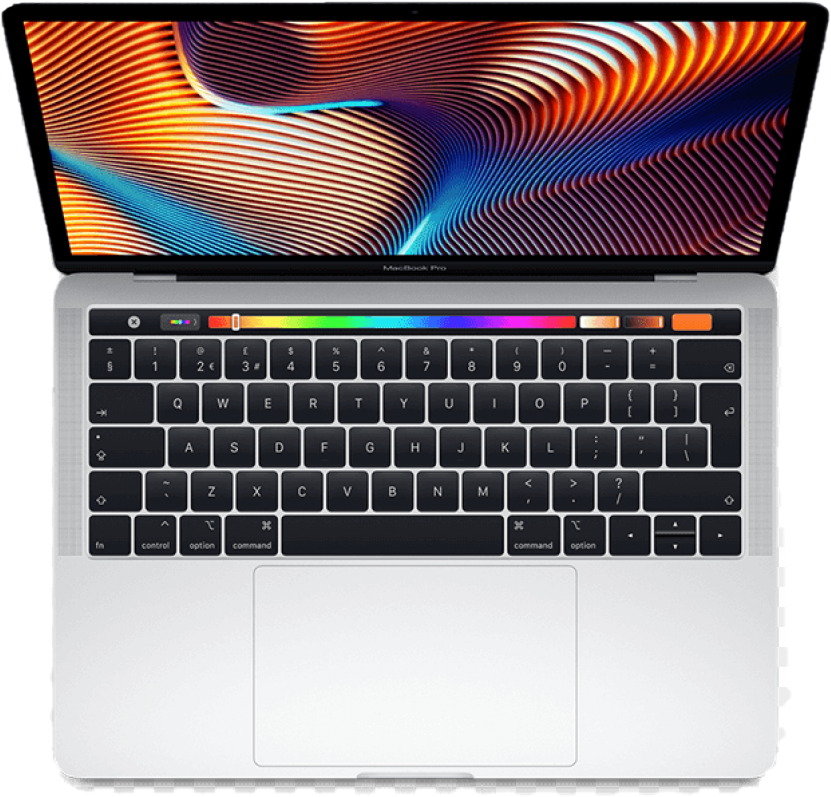 MacBook Pro
± ! @ £ $ % ^ & * ( ) — +
§ 1 2 € 3 # 4 5 6 7 8 9 0 - =
Q W E R T Y U I O P { }
[ ]
A S D F G H J K L : " |
; ' \
~ Z X C V B N M < > ?
` , . /
fn control option command command option